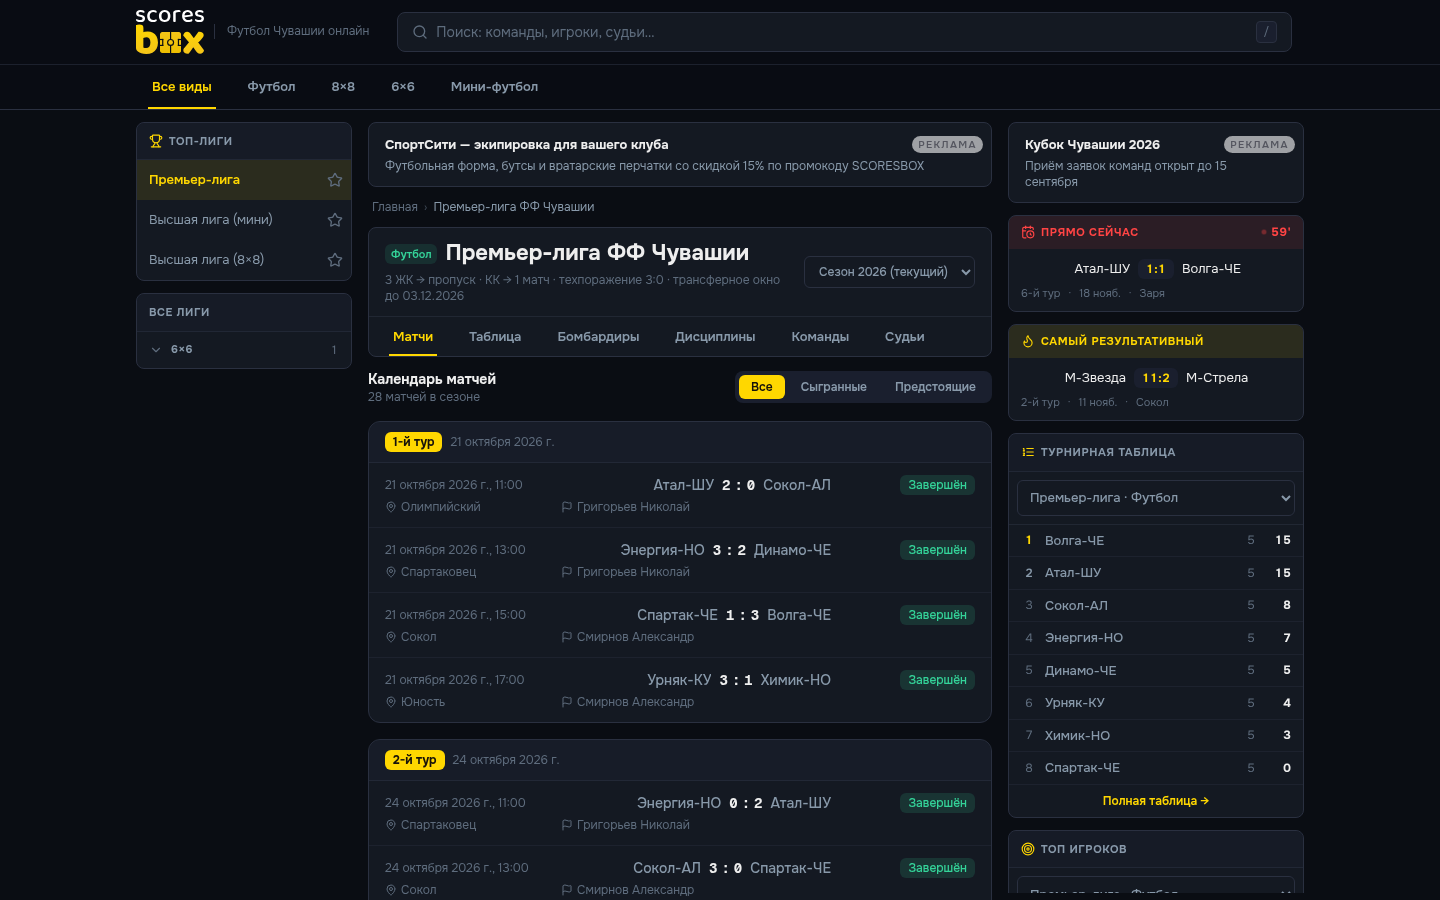 scores
box
Футбол Чувашии онлайн
Поиск: команды, игроки, судьи...
/
Все виды
Футбол
8×8
6×6
Мини-футбол
ТОП-ЛИГИ
Премьер-лига
Высшая лига (мини)
Высшая лига (8×8)
ВСЕ ЛИГИ
6×6
1
СпортСити — экипировка для вашего клуба
РЕКЛАМА
Футбольная форма, бутсы и вратарские перчатки со скидкой 15% по промокоду SCORESBOX
Главная › Премьер-лига ФФ Чувашии
Футбол
Премьер-лига ФФ Чувашии
3 ЖК → пропуск · КК → 1 матч · техпоражение 3:0 · трансферное окно
до 03.12.2026
Сезон 2026 (текущий)
Матчи
Таблица
Бомбардиры
Дисциплины
Команды
Судьи
Календарь матчей
28 матчей в сезоне
Все
Сыгранные
Предстоящие
1-й тур
21 октября 2026 г.
21 октября 2026 г., 11:00
Атал-ШУ 2 : 0 Сокол-АЛ
Завершён
Олимпийский
Григорьев Николай
21 октября 2026 г., 13:00
Энергия-НО 3 : 2 Динамо-ЧЕ
Завершён
Спартаковец
Григорьев Николай
21 октября 2026 г., 15:00
Спартак-ЧЕ 1 : 3 Волга-ЧЕ
Завершён
Сокол
Смирнов Александр
21 октября 2026 г., 17:00
Урняк-КУ 3 : 1 Химик-НО
Завершён
Юность
Смирнов Александр
2-й тур
24 октября 2026 г.
24 октября 2026 г., 11:00
Энергия-НО 0 : 2 Атал-ШУ
Завершён
Спартаковец
Григорьев Николай
24 октября 2026 г., 13:00
Сокол-АЛ 3 : 0 Спартак-ЧЕ
Завершён
Сокол
Смирнов Александр
Кубок Чувашии 2026
РЕКЛАМА
Приём заявок команд открыт до 15
сентября
ПРЯМО СЕЙЧАС
59'
Атал-ШУ 1:1 Волга-ЧЕ
6-й тур · 18 нояб. · Заря
САМЫЙ РЕЗУЛЬТАТИВНЫЙ
М-Звезда 11:2 М-Стрела
2-й тур · 11 нояб. · Сокол
ТУРНИРНАЯ ТАБЛИЦА
Премьер-лига · Футбол
1 Волга-ЧЕ 5 15
2 Атал-ШУ 5 15
3 Сокол-АЛ 5 8
4 Энергия-НО 5 7
5 Динамо-ЧЕ 5 5
6 Урняк-КУ 5 4
7 Химик-НО 5 3
8 Спартак-ЧЕ 5 0
Полная таблица →
ТОП ИГРОКОВ
Премьер-лига · Футбол